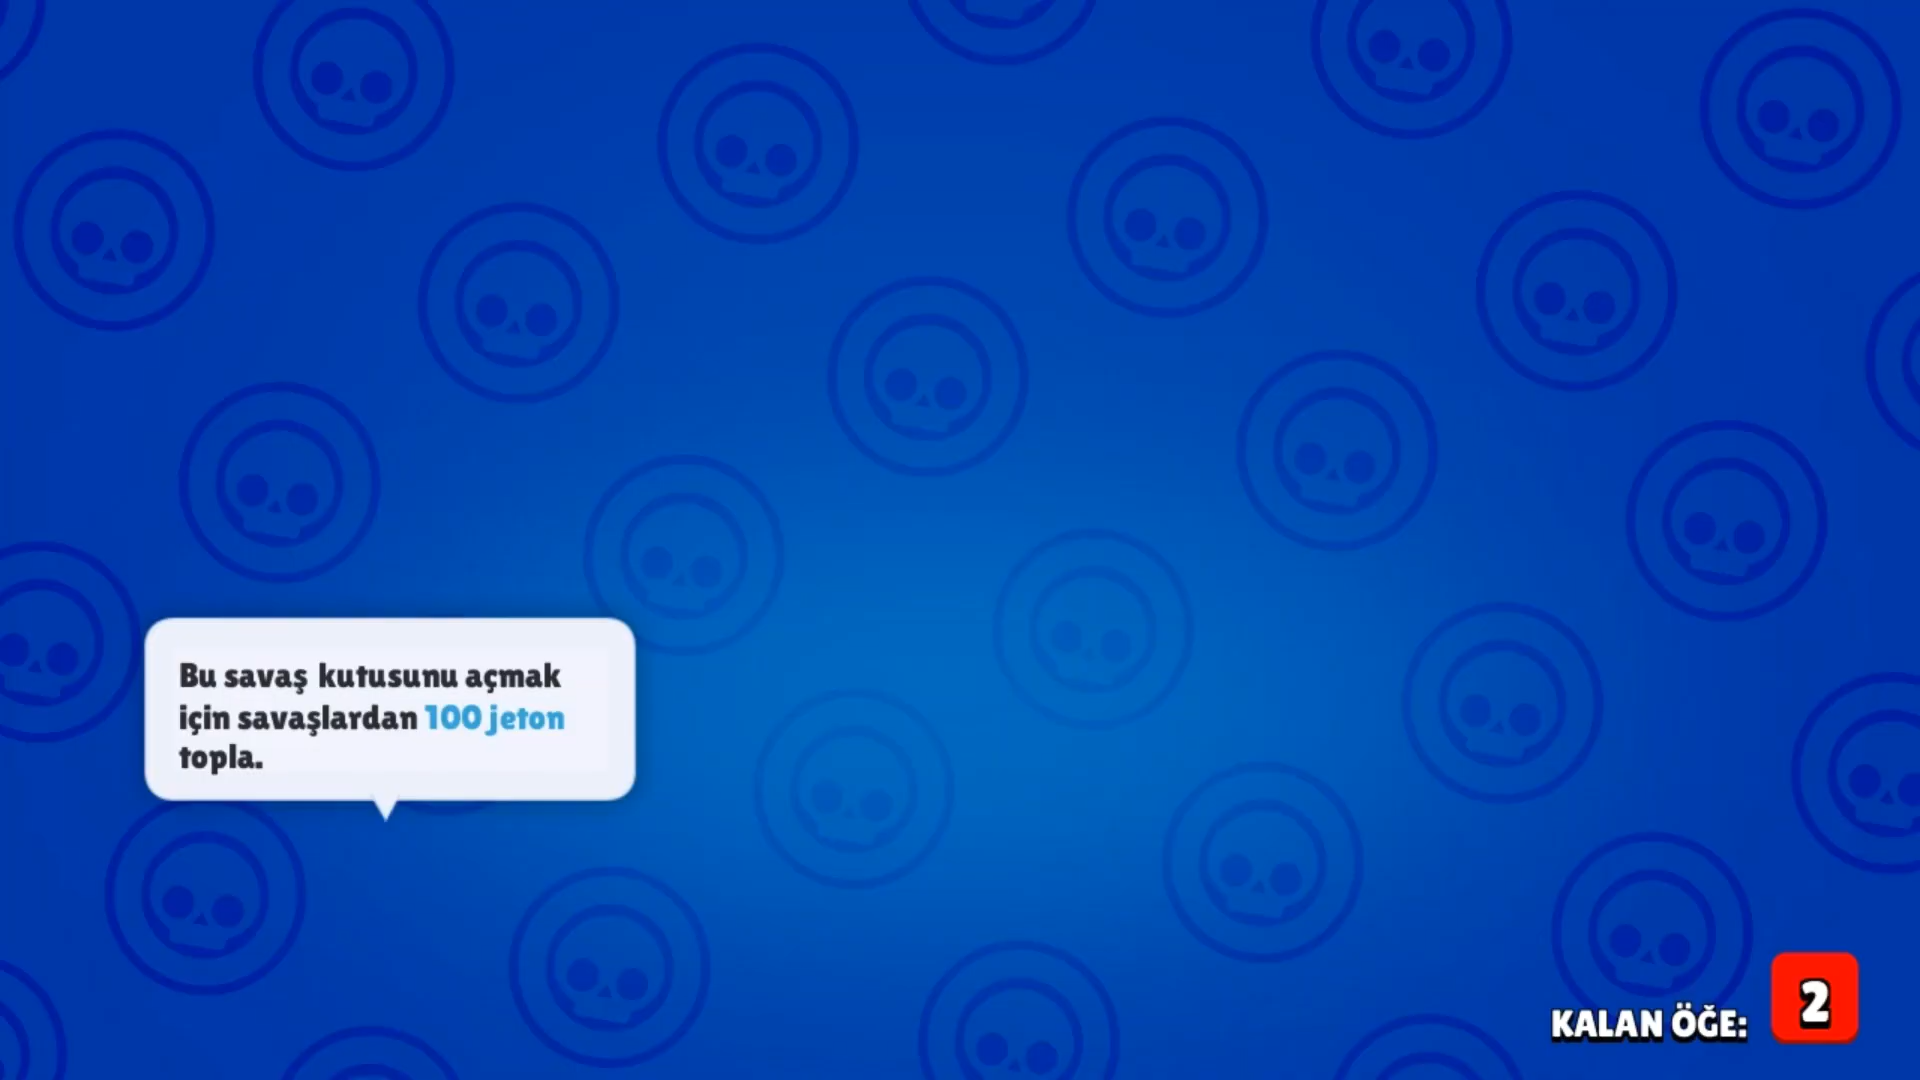 Bu savaş kutusunu açmak
için savaşlardan 100 jeton
topla.
KALAN ÖĞE: 2